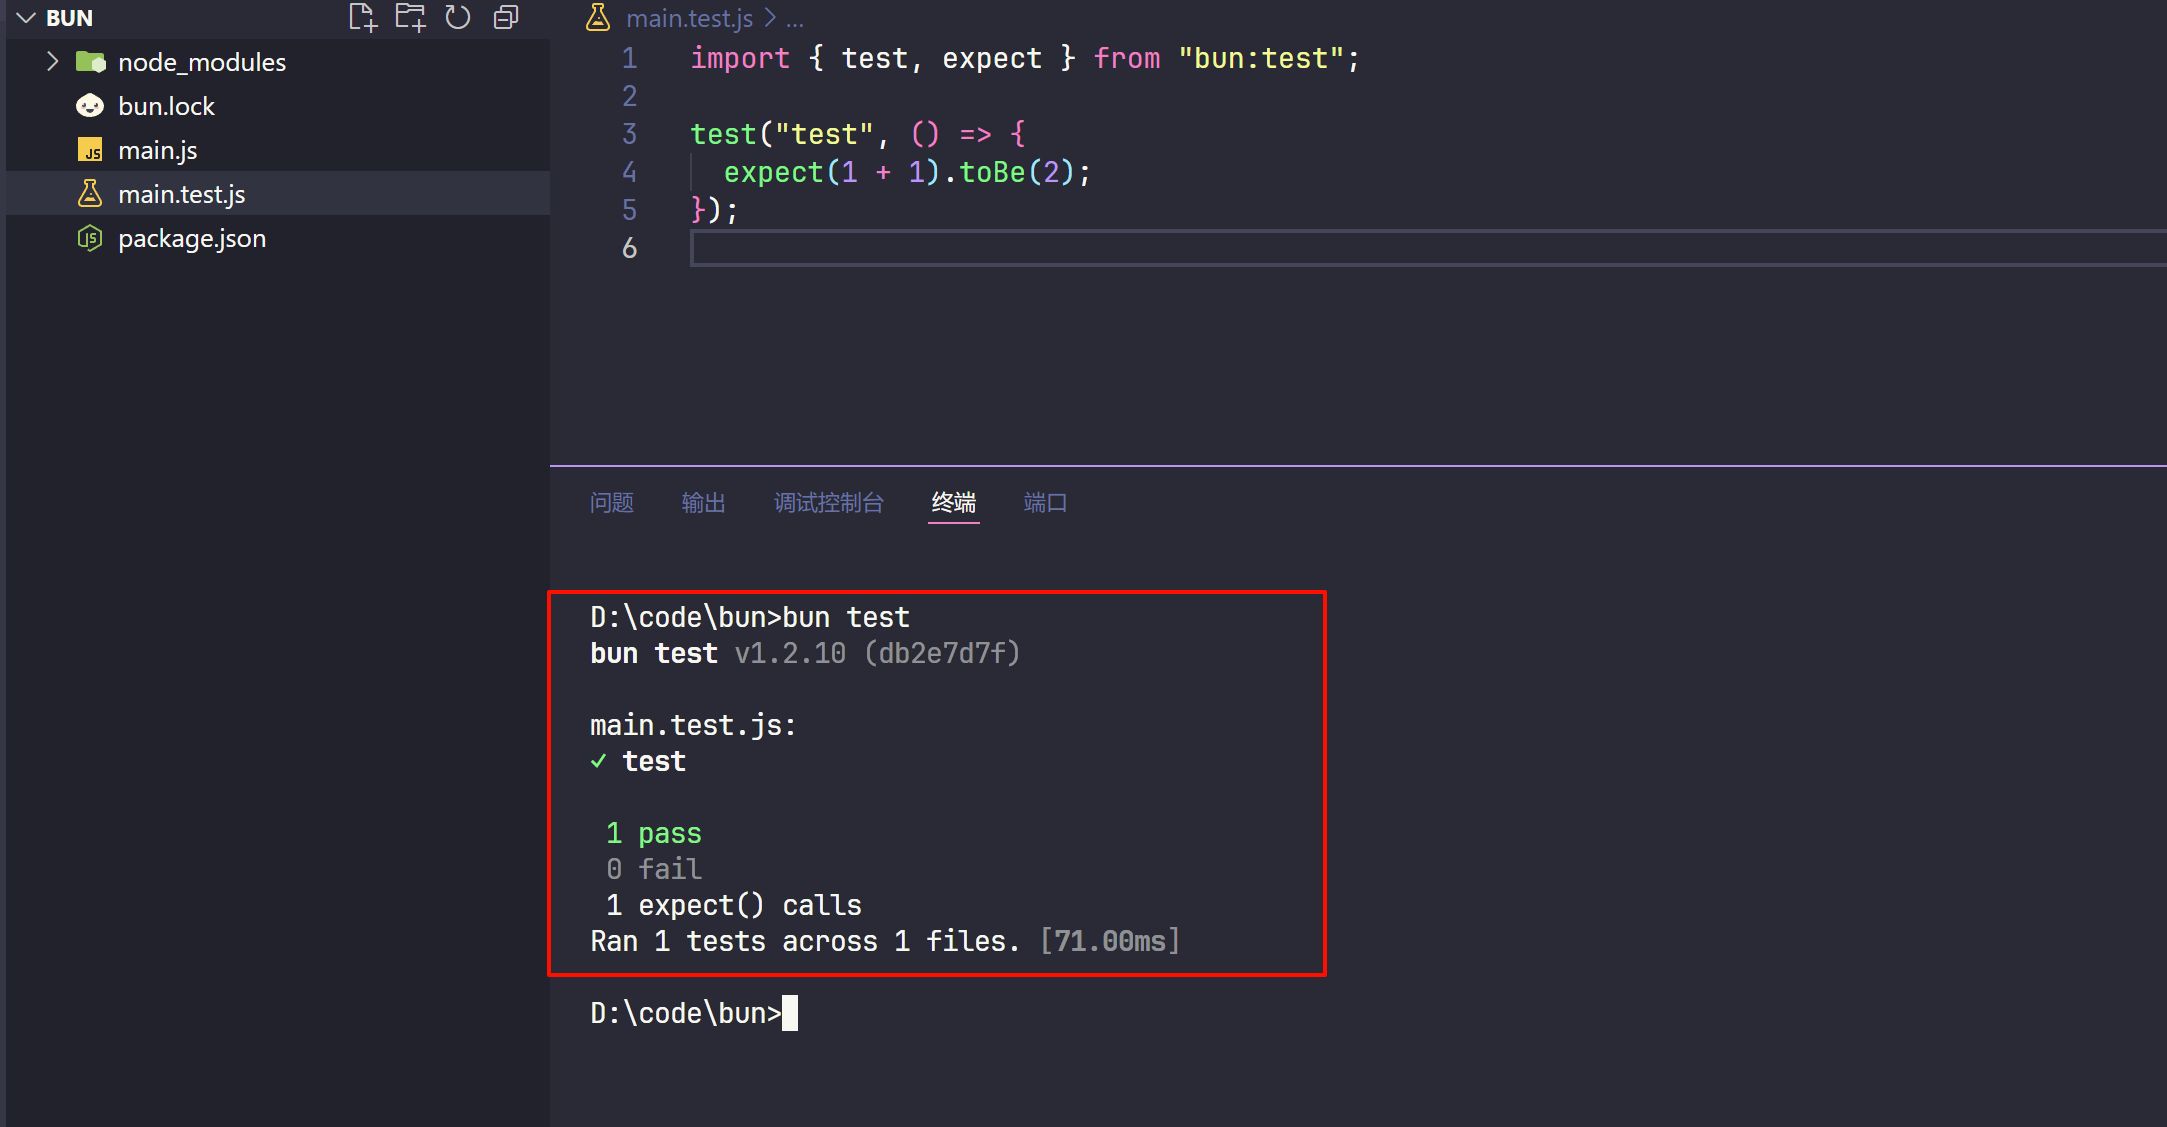 BUN
node_modules
bun.lock
main.js
main.test.js
package.json
main.test.js > ...
1 import { test, expect } from "bun:test";
2
3 test("test", () => {
4 expect(1 + 1).toBe(2);
5 });
6
问题 输出 调试控制台 终端 端口
D:\code\bun>bun test
bun test v1.2.10 (db2e7d7f)
main.test.js:
✓ test
1 pass
0 fail
1 expect() calls
Ran 1 tests across 1 files. [71.00ms]
D:\code\bun>